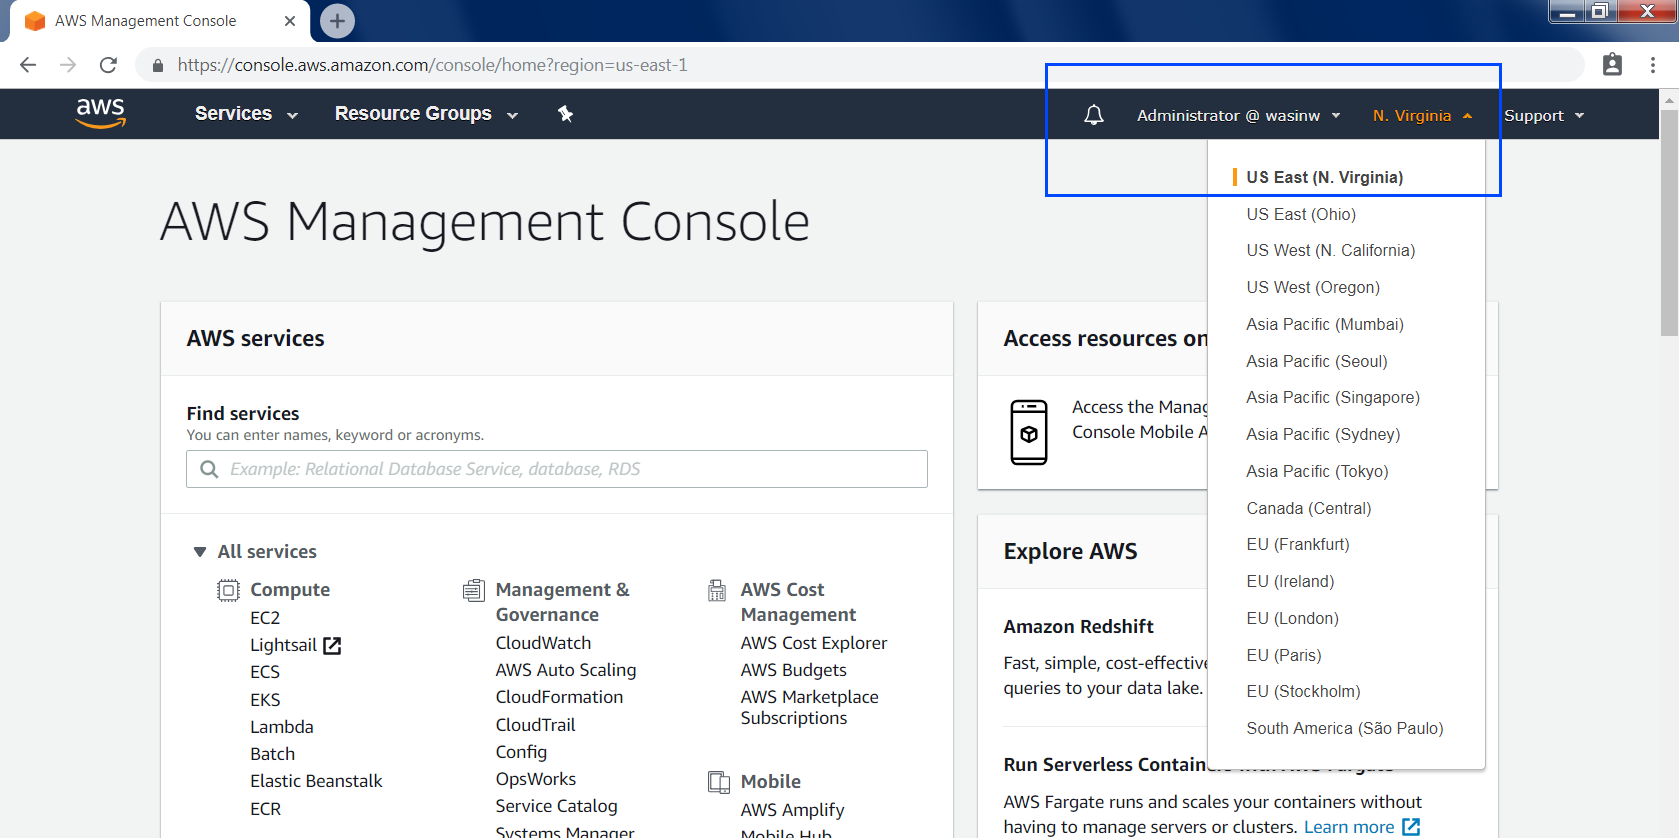 AWS Management Console
https://console.aws.amazon.com/console/home?region=us-east-1
aws
Services
Resource Groups
Administrator @ wasinw
N. Virginia
Support
US East (N. Virginia)
US East (Ohio)
US West (N. California)
US West (Oregon)
Asia Pacific (Mumbai)
Asia Pacific (Seoul)
Asia Pacific (Singapore)
Asia Pacific (Sydney)
Asia Pacific (Tokyo)
Canada (Central)
EU (Frankfurt)
EU (Ireland)
EU (London)
EU (Paris)
EU (Stockholm)
South America (São Paulo)
AWS Management Console
AWS services
Find services
You can enter names, keyword or acronyms.
Example: Relational Database Service, database, RDS
All services
Compute
EC2
Lightsail
ECS
EKS
Lambda
Batch
Elastic Beanstalk
ECR
Management &
Governance
CloudWatch
AWS Auto Scaling
CloudFormation
CloudTrail
Config
OpsWorks
Service Catalog
Systems Manager
AWS Cost
Management
AWS Cost Explorer
AWS Budgets
AWS Marketplace
Subscriptions
Mobile
AWS Amplify
Mobile Hub
Access resources on
Access the Manag
Console Mobile A
Explore AWS
Amazon Redshift
Fast, simple, cost-effective
queries to your data lake.
Run Serverless Containers with AWS Fargate
AWS Fargate runs and scales your containers without
having to manage servers or clusters. Learn more